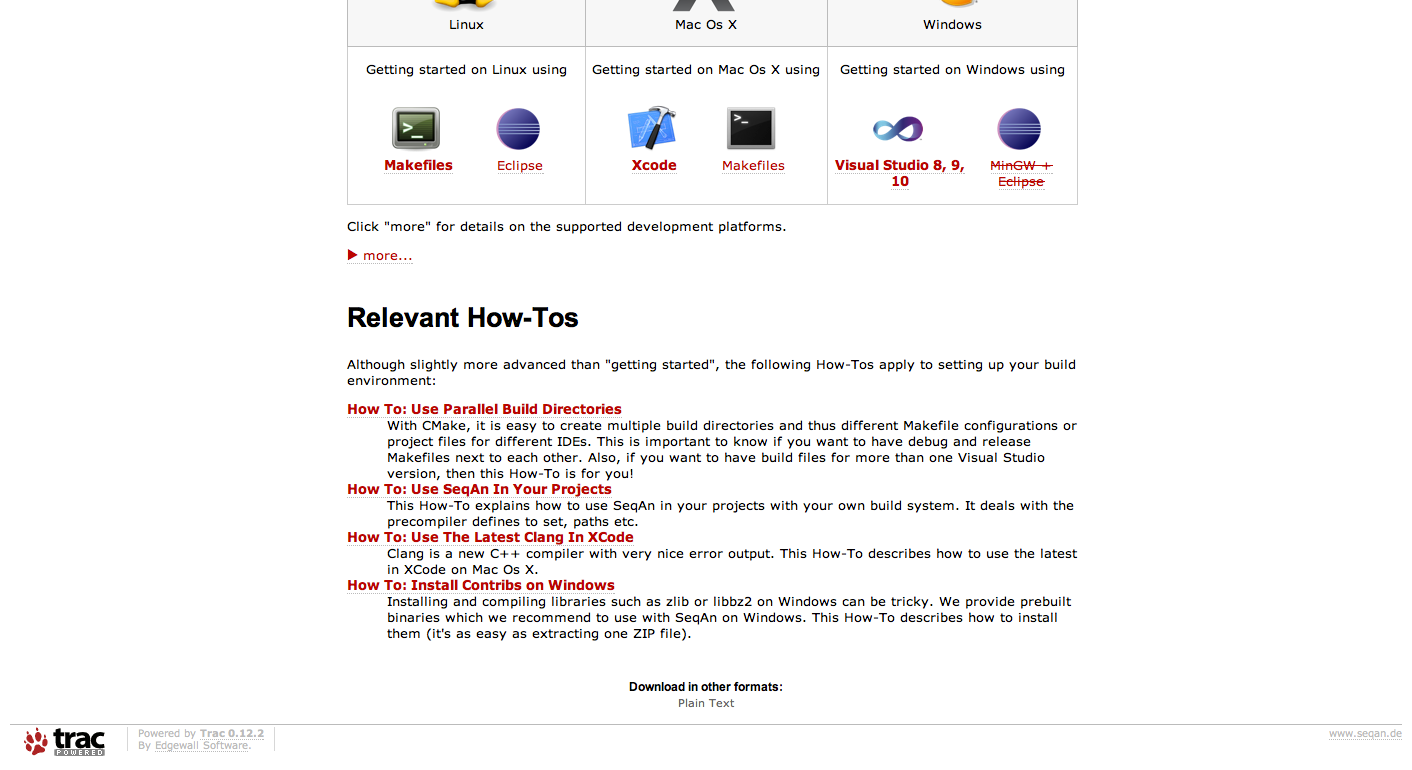 Linux
Mac Os X
Windows
Getting started on Linux using
Getting started on Mac Os X using
Getting started on Windows using
>_
>_
Makefiles
Eclipse
Xcode
Makefiles
Visual Studio 8, 9,
10
MinGW +
Eclipse
Click "more" for details on the supported development platforms.
more...
Relevant How-Tos
Although slightly more advanced than "getting started", the following How-Tos apply to setting up your build
environment:
How To: Use Parallel Build Directories
With CMake, it is easy to create multiple build directories and thus different Makefile configurations or
project files for different IDEs. This is important to know if you want to have debug and release
Makefiles next to each other. Also, if you want to have build files for more than one Visual Studio
version, then this How-To is for you!
How To: Use SeqAn In Your Projects
This How-To explains how to use SeqAn in your projects with your own build system. It deals with the
precompiler defines to set, paths etc.
How To: Use The Latest Clang In XCode
Clang is a new C++ compiler with very nice error output. This How-To describes how to use the latest
in XCode on Mac Os X.
How To: Install Contribs on Windows
Installing and compiling libraries such as zlib or libbz2 on Windows can be tricky. We provide prebuilt
binaries which we recommend to use with SeqAn on Windows. This How-To describes how to install
them (it's as easy as extracting one ZIP file).
Download in other formats:
Plain Text
trac
POWERED
Powered by Trac 0.12.2
By Edgewall Software.
www.seqan.de